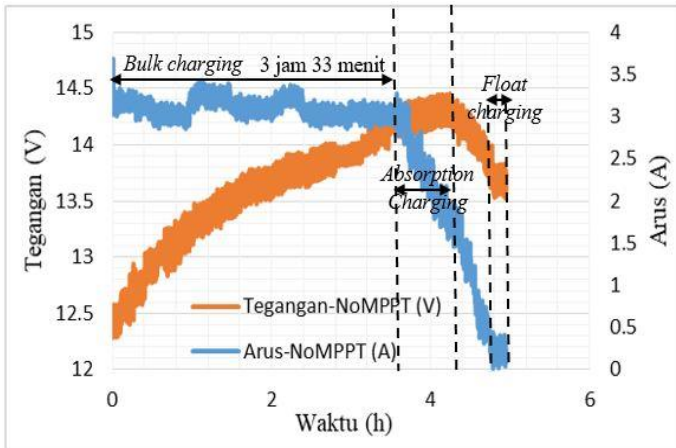 Bulk charging 3 jam 33 menit
Float
charging
Absorption
Charging
Tegangan-NoMPPT (V)
Arus-NoMPPT (A)
Tegangan (V)
15
14.5
14
13.5
13
12.5
12
Arus (A)
4
3.5
3
2.5
2
1.5
1
0.5
0
0
2
4
6
Waktu (h)